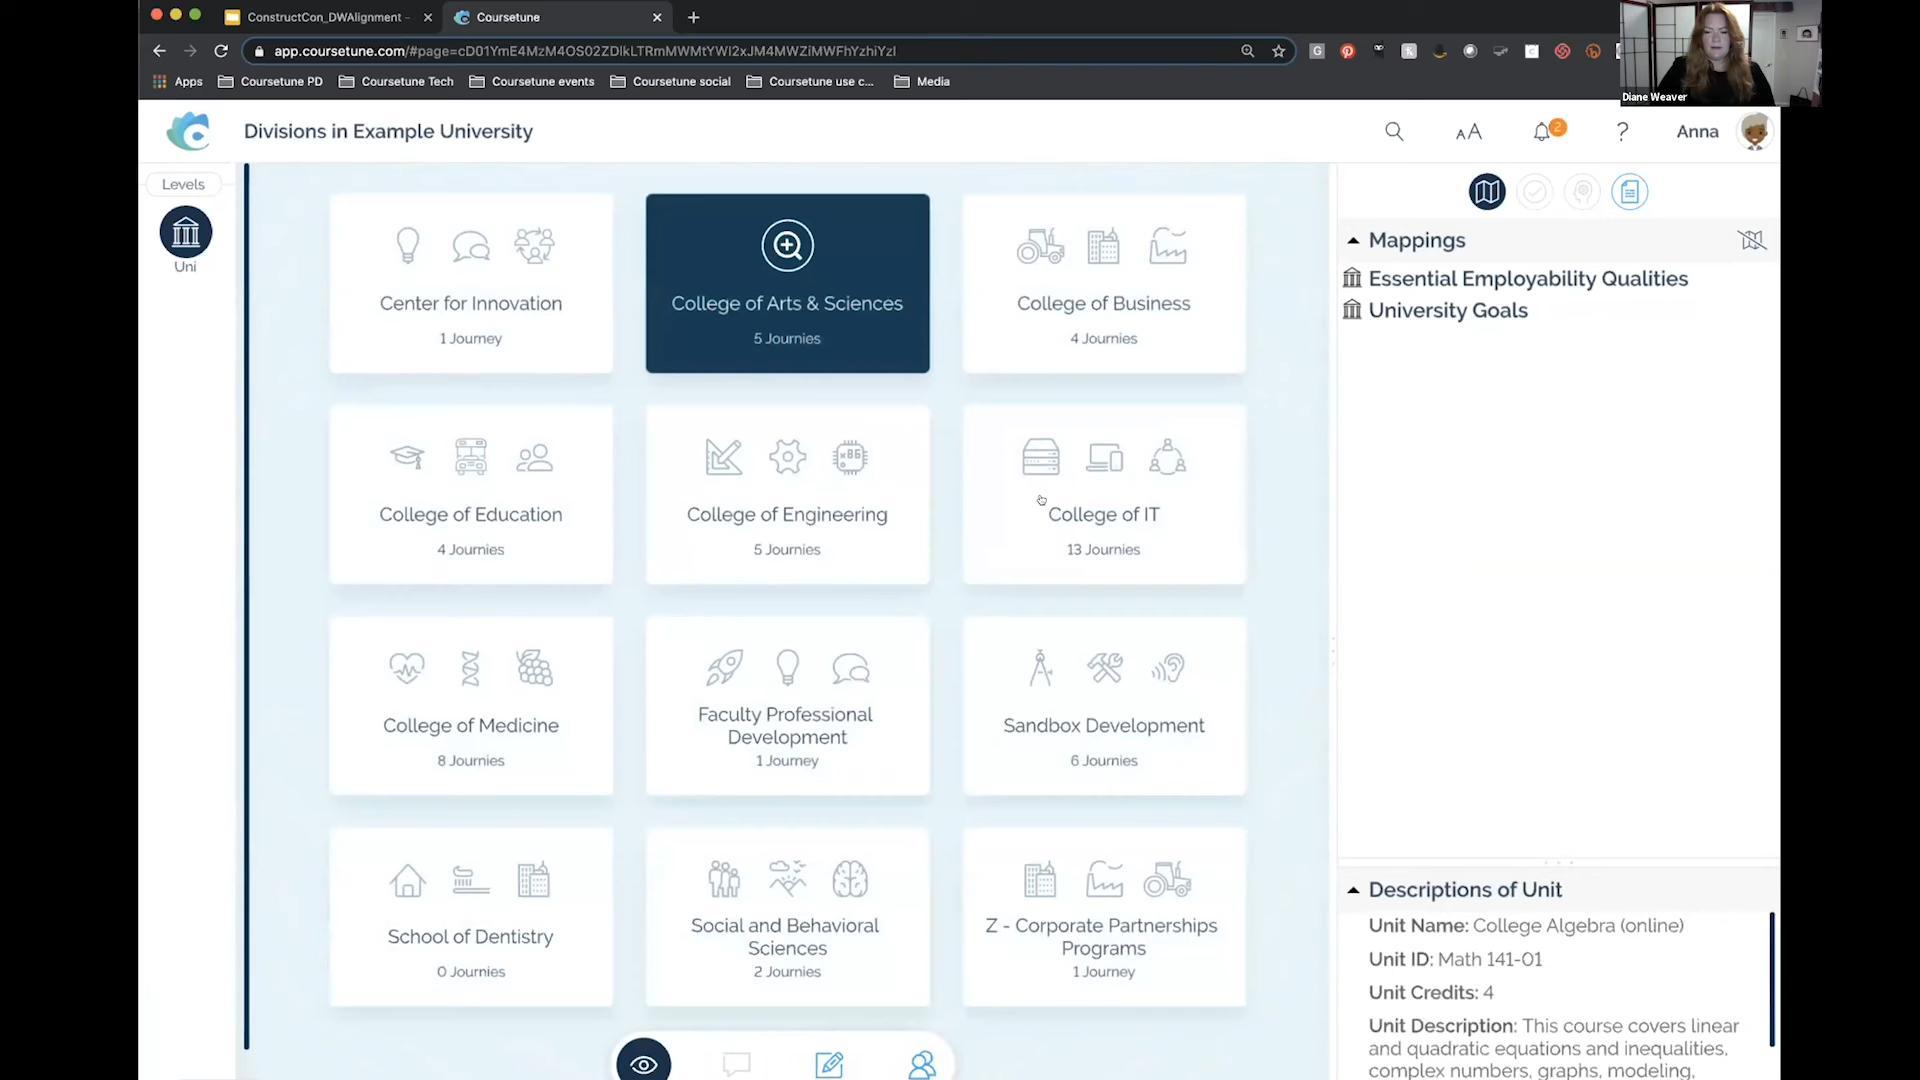 ConstructCon_DWAlignment -
Coursetune
app.coursetune.com/#page=
Apps
Coursetune PD
Coursetune Tech
Coursetune events
Coursetune social
Coursetune use c...
Media
Diane Weaver
Divisions in Example University
AA
2
?
Anna
Levels
Uni
Center for Innovation
1 Journey
College of Arts & Sciences
5 Journies
College of Business
4 Journies
College of Education
4 Journies
x86
College of Engineering
5 Journies
College of IT
13 Journies
College of Medicine
8 Journies
Faculty Professional
Development
1 Journey
Sandbox Development
6 Journies
School of Dentistry
0 Journies
Social and Behavioral
Sciences
2 Journies
Z - Corporate Partnerships
Programs
1 Journey
Mappings
Essential Employability Qualities
University Goals
Descriptions of Unit
Unit Name: College Algebra (online)
Unit ID: Math 141-01
Unit Credits: 4
Unit Description: This course covers linear
and quadratic equations and inequalities,
complex numbers, graphs, modeling,